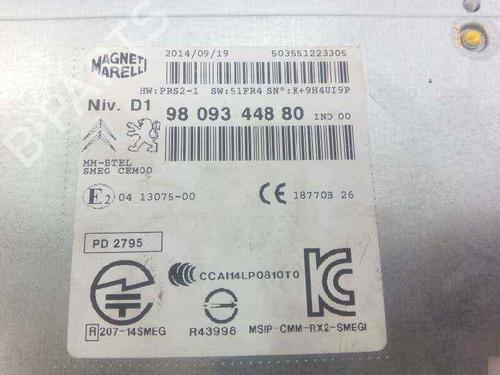 MAGNETI
MARELLI
2014/09/19 503551223305
HW:PRS2-1 SW:51FR4 SN°:K+9H4UI9P
Niv. D1
98 093 448 80 IND 00
MM-BTEL
SMEG CEMOO
E2 04 13075-00
CE 18770B 26
PD 2795
CCAI14LP0810T0
R 207-14SMEG
R43998
MSIP-CMM-RX2-SMEGI
B-PARTS